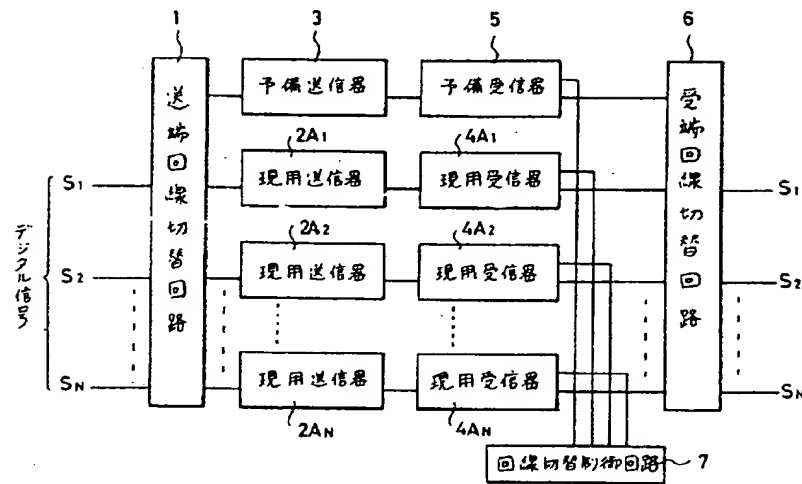 1
3
5
6
送端回線切替回路
予備送信器
予備受信器
受端回線切替回路
2A1
4A1
デジタル信号
S1
現用送信器
現用受信器
S1
2A2
4A2
S2
現用送信器
現用受信器
S2
SN
現用送信器
現用受信器
SN
2AN
4AN
回線切替制御回路
7